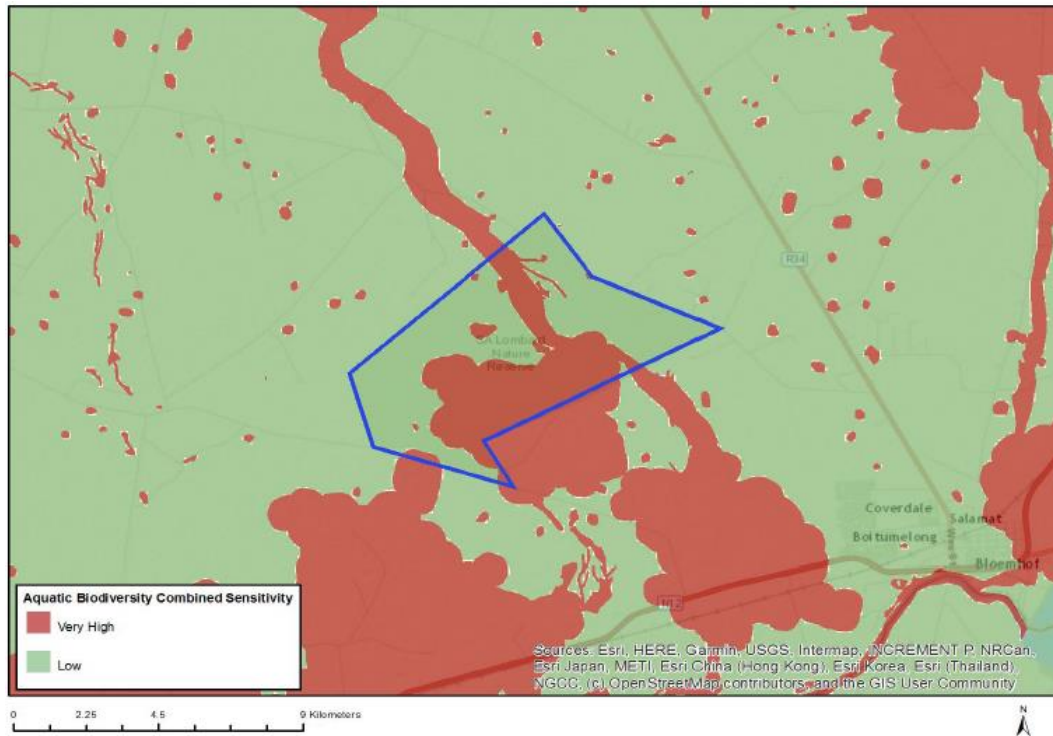 R34
SA Lombard
Nature
Reserve
Coverdale
Salamat
Boitumelong
Bloemhof
N12
Aquatic Biodiversity Combined Sensitivity
Very High
Low
Sources: Esri, HERE, Garmin, USGS, Intermap, INCREMENT P, NRCan,
Esri Japan, METI, Esri China (Hong Kong), Esri Korea, Esri (Thailand),
NGCC, (c) OpenStreetMap contributors, and the GIS User Community
0 2.25 4.5 9 Kilometers
N